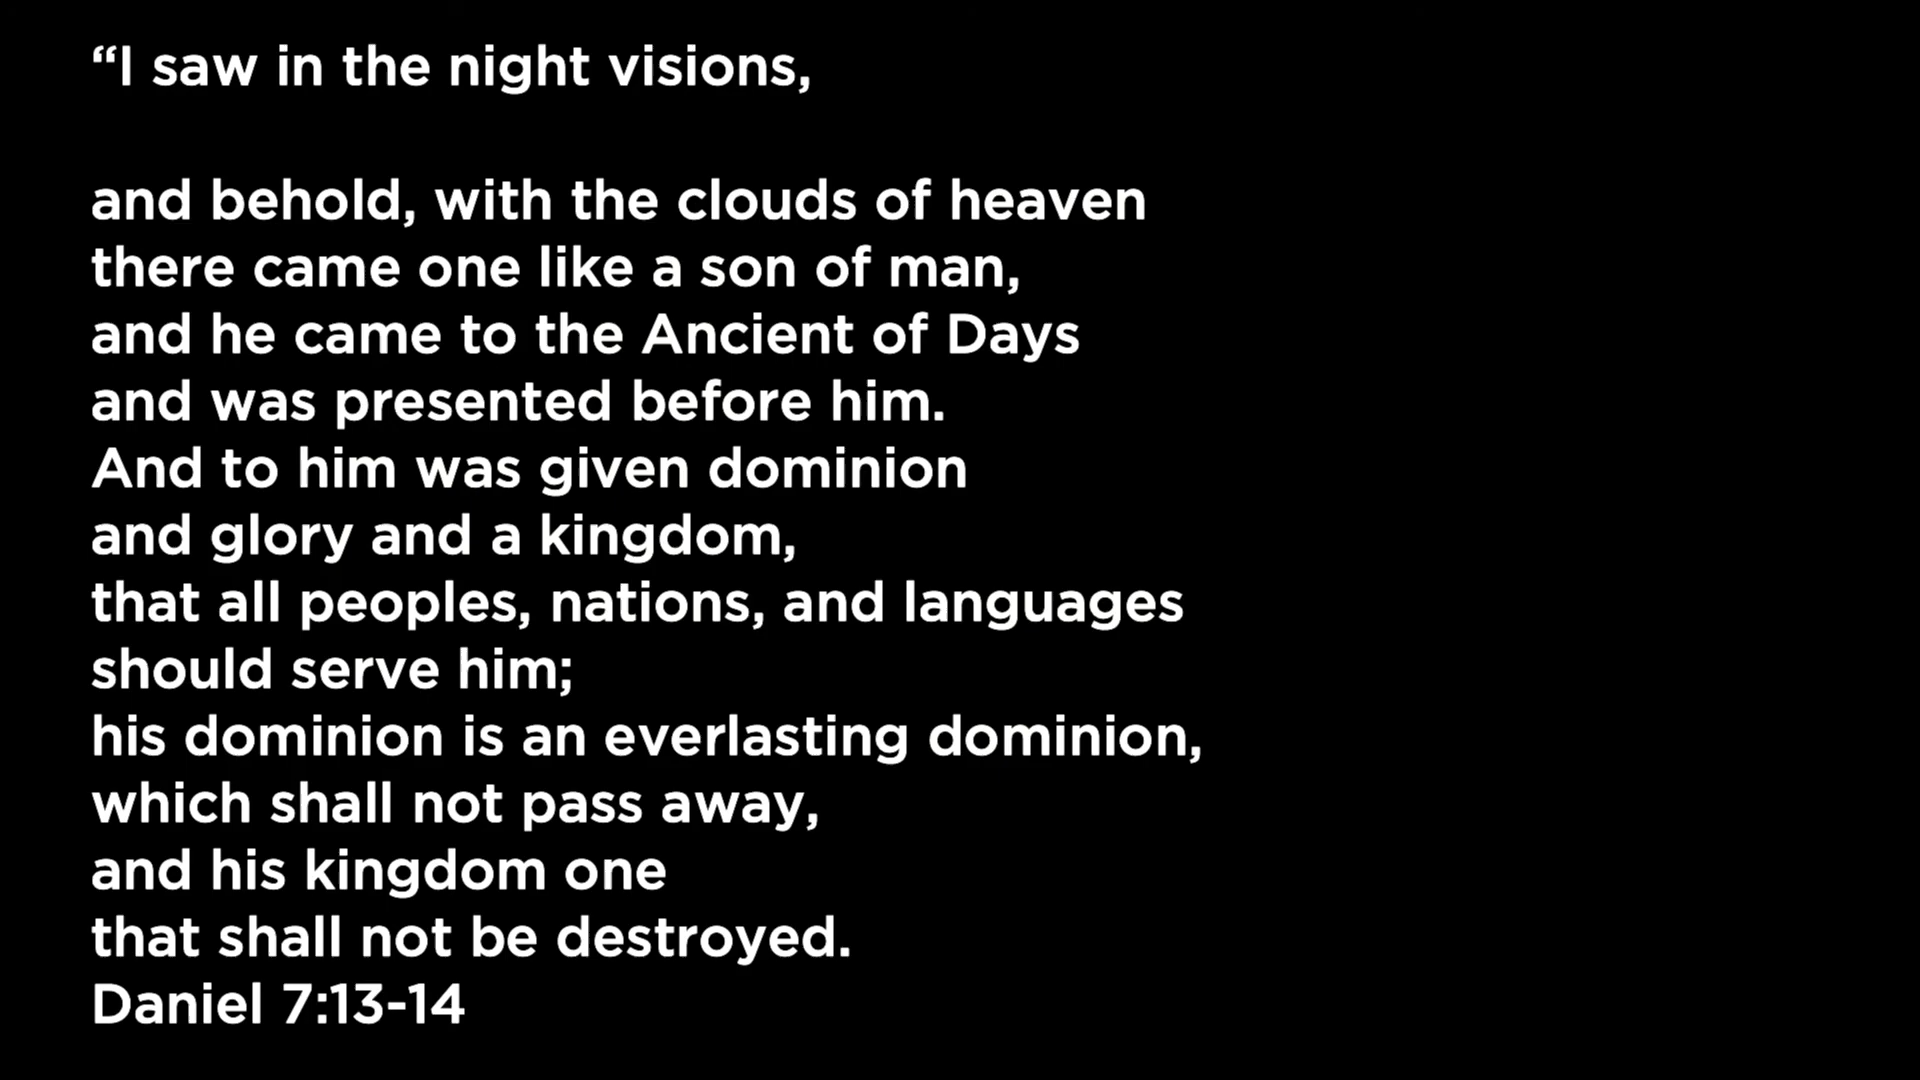 “I saw in the night visions,
and behold, with the clouds of heaven
there came one like a son of man,
and he came to the Ancient of Days
and was presented before him.
And to him was given dominion
and glory and a kingdom,
that all peoples, nations, and languages
should serve him;
his dominion is an everlasting dominion,
which shall not pass away,
and his kingdom one
that shall not be destroyed.
Daniel 7:13-14